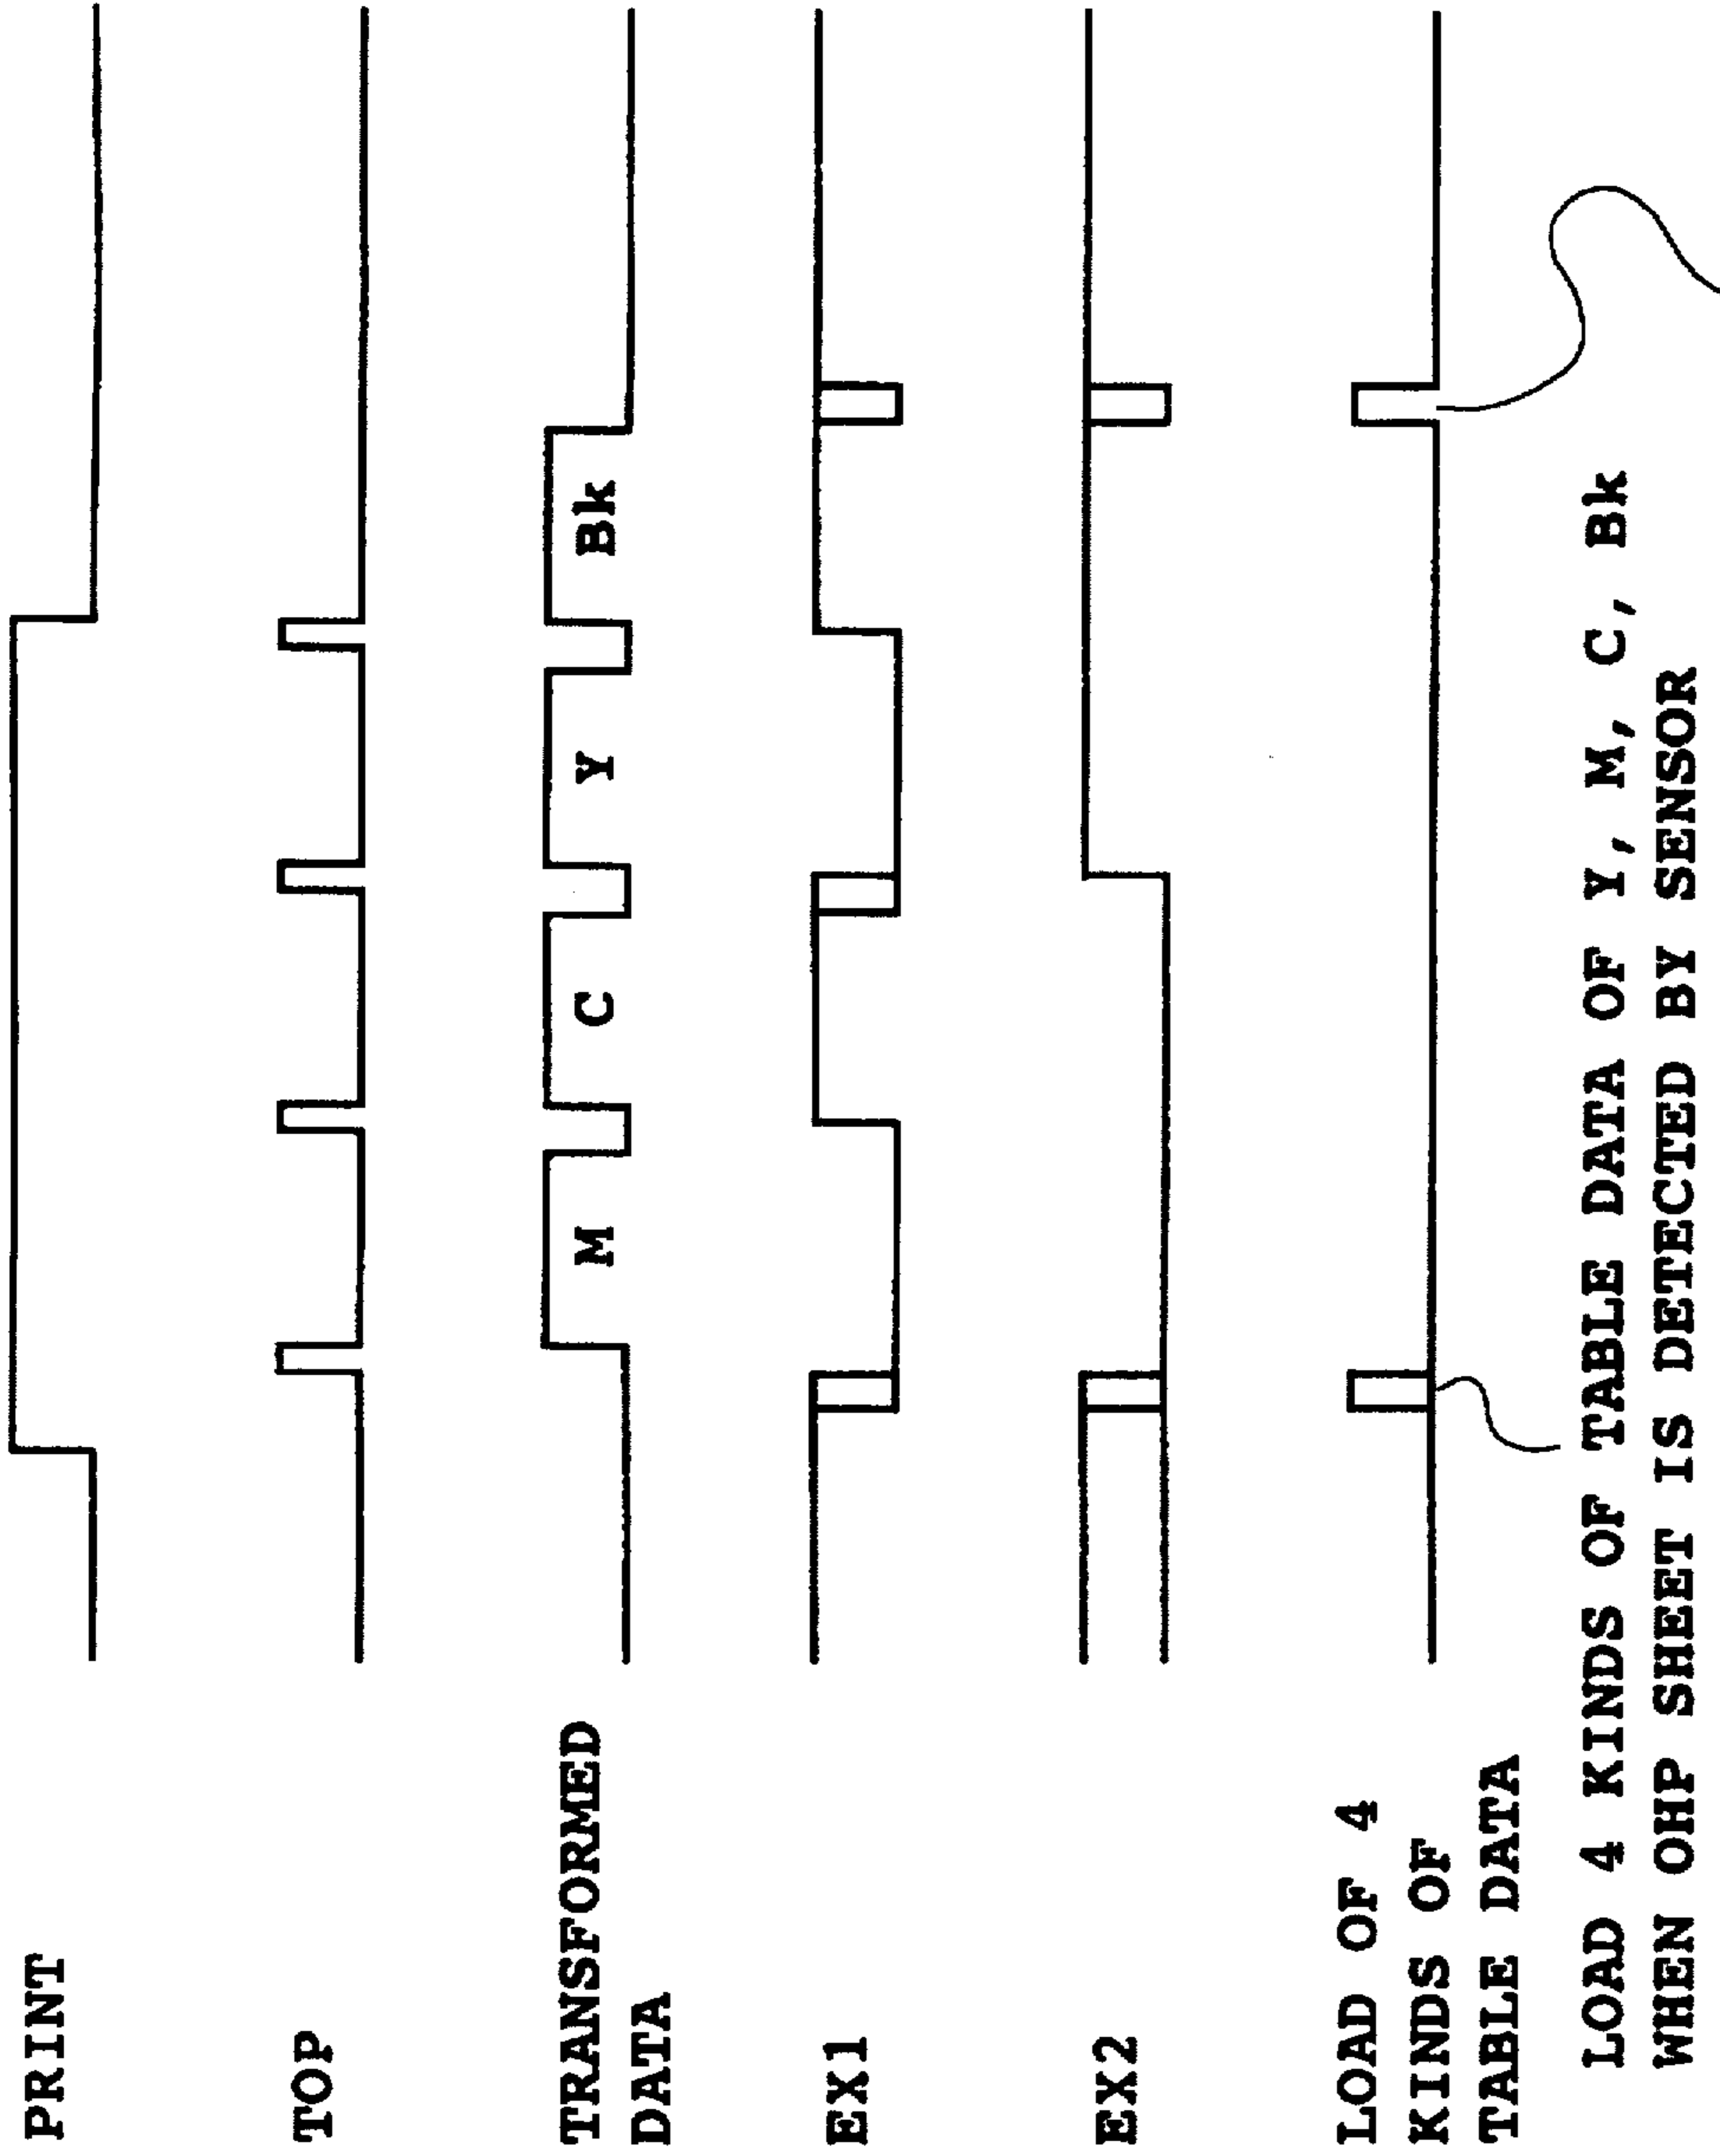 PRINT
TOP
TRANSFORMED
DATA
M C Y Bk
EX1
EX2
LOAD OF 4
KINDS OF
TABLE DATA
LOAD 4 KINDS OF TABLE DATA OF Y, M, C, Bk
WHEN OHP SHEET IS DETECTED BY SENSOR